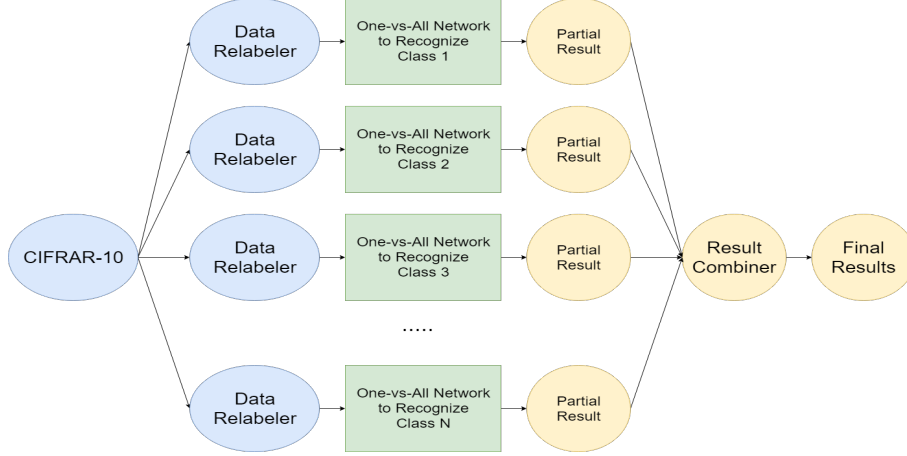 Data
Relabeler
One-vs-All Network
to Recognize
Class 1
Partial
Result
Data
Relabeler
One-vs-All Network
to Recognize
Class 2
Partial
Result
CIFRAR-10
Data
Relabeler
One-vs-All Network
to Recognize
Class 3
Partial
Result
Result
Combiner
Final
Results
.....
Data
Relabeler
One-vs-All Network
to Recognize
Class N
Partial
Result